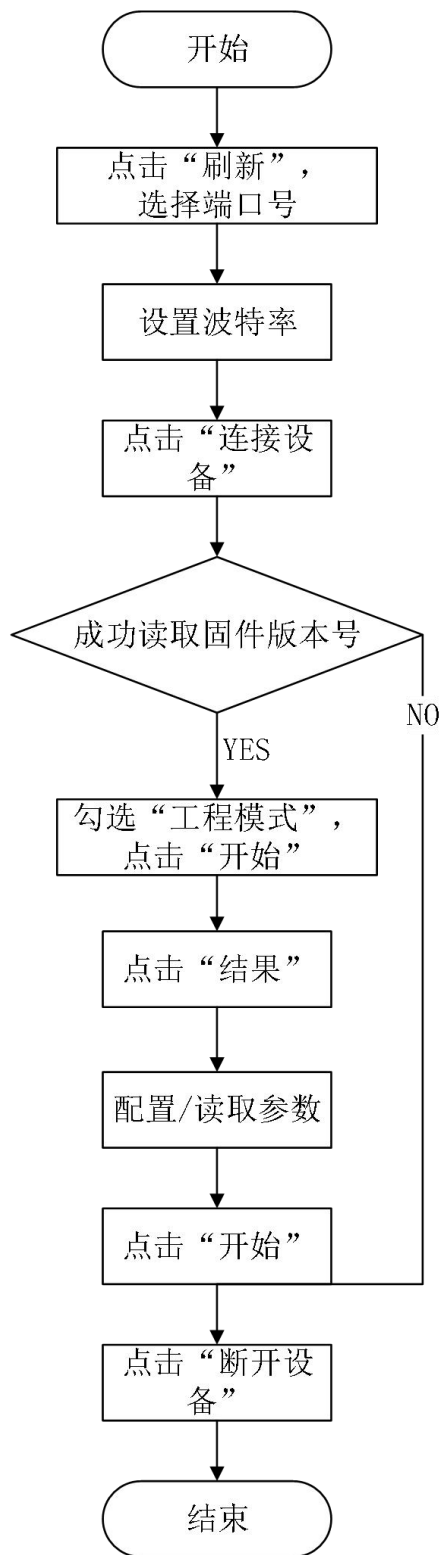 开始
点击“刷新”，
选择端口号
设置波特率
点击“连接设
备”
成功读取固件版本号
NO
YES
勾选“工程模式”，
点击“开始”
点击“结果”
配置/读取参数
点击“开始”
点击“断开设
备”
结束